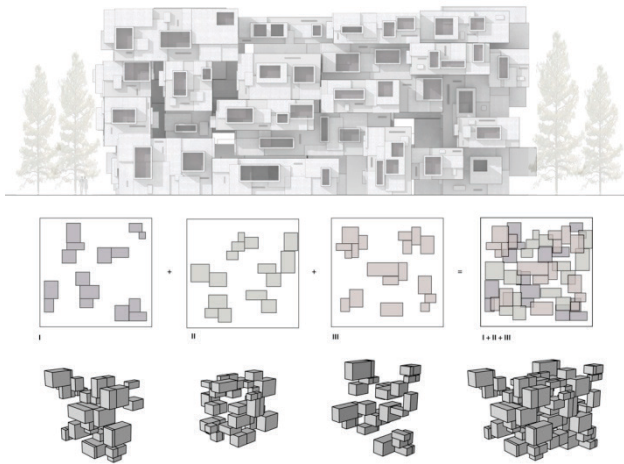 + + =
I
II
III
I + II + III